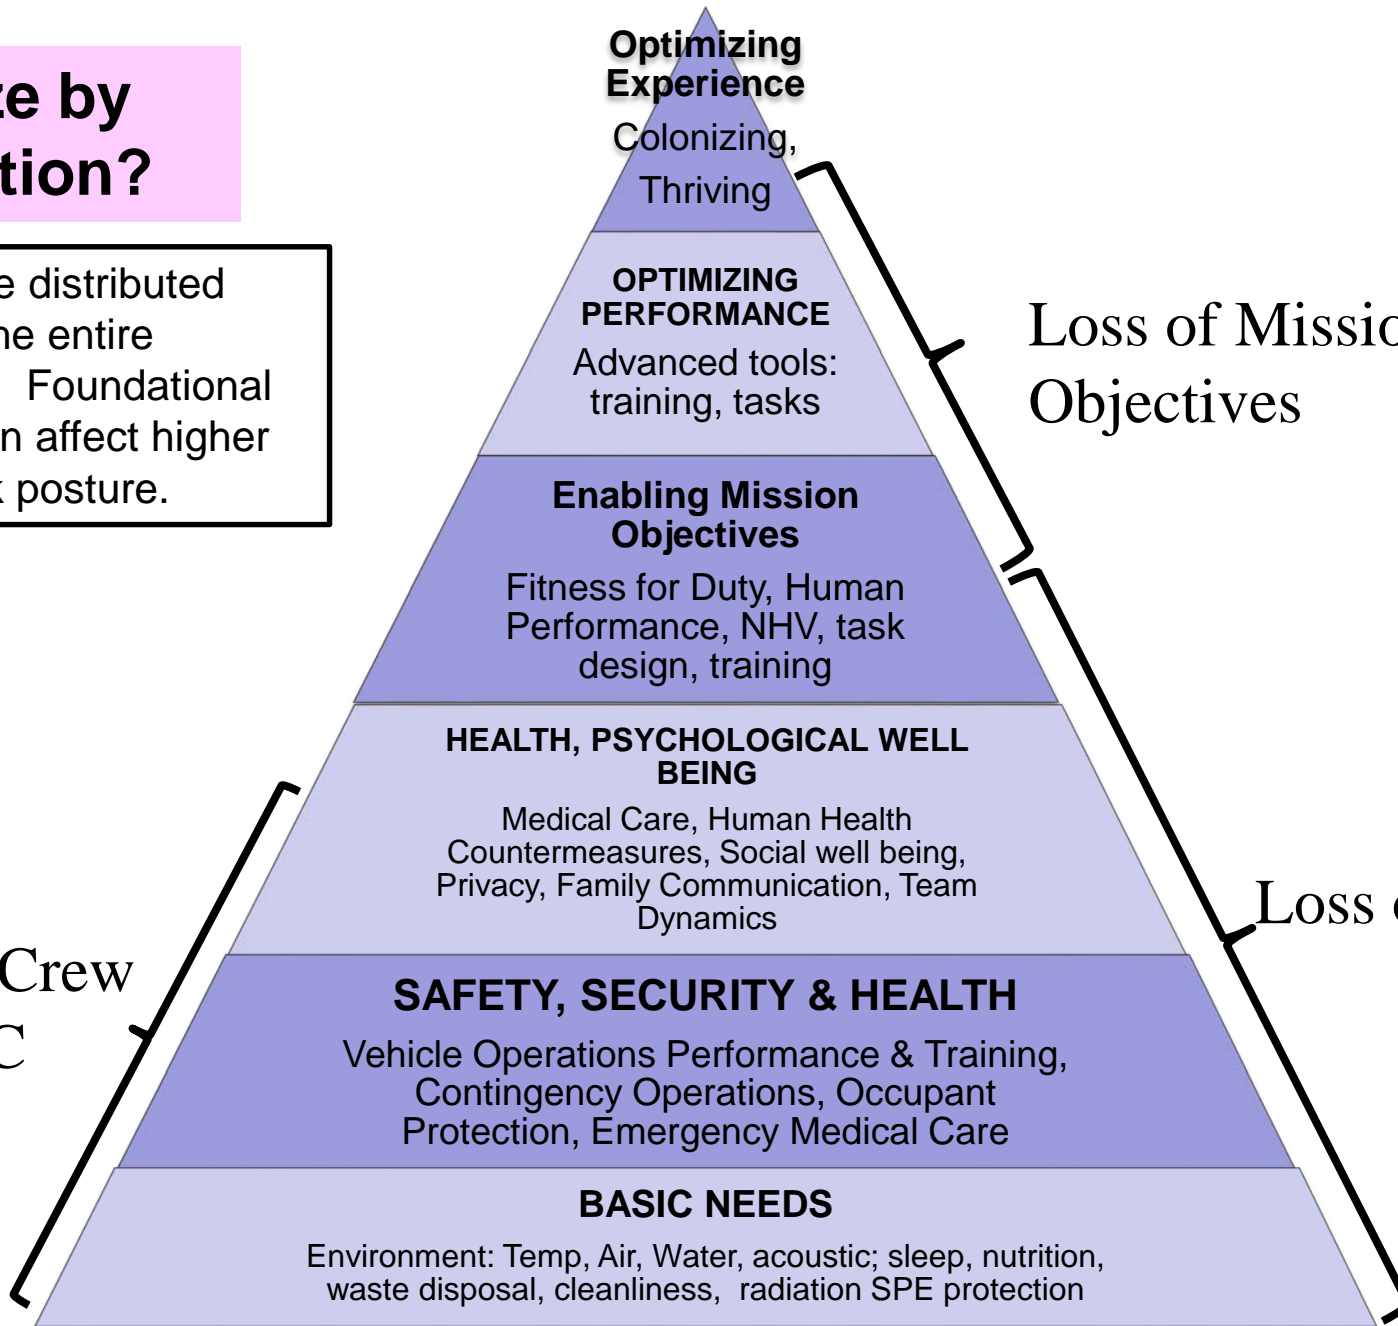 ze by
tion?
e distributed
he entire
Foundational
n affect higher
k posture.
Optimizing
Experience
Colonizing,
Thriving
OPTIMIZING
PERFORMANCE
Advanced tools:
training, tasks
Loss of Missio
Objectives
Enabling Mission
Objectives
Fitness for Duty, Human
Performance, NHV, task
design, training
HEALTH, PSYCHOLOGICAL WELL
BEING
Medical Care, Human Health
Countermeasures, Social well being,
Privacy, Family Communication, Team
Dynamics
Loss
Crew
C
SAFETY, SECURITY & HEALTH
Vehicle Operations Performance & Training,
Contingency Operations, Occupant
Protection, Emergency Medical Care
BASIC NEEDS
Environment: Temp, Air, Water, acoustic; sleep, nutrition,
waste disposal, cleanliness, radiation SPE protection